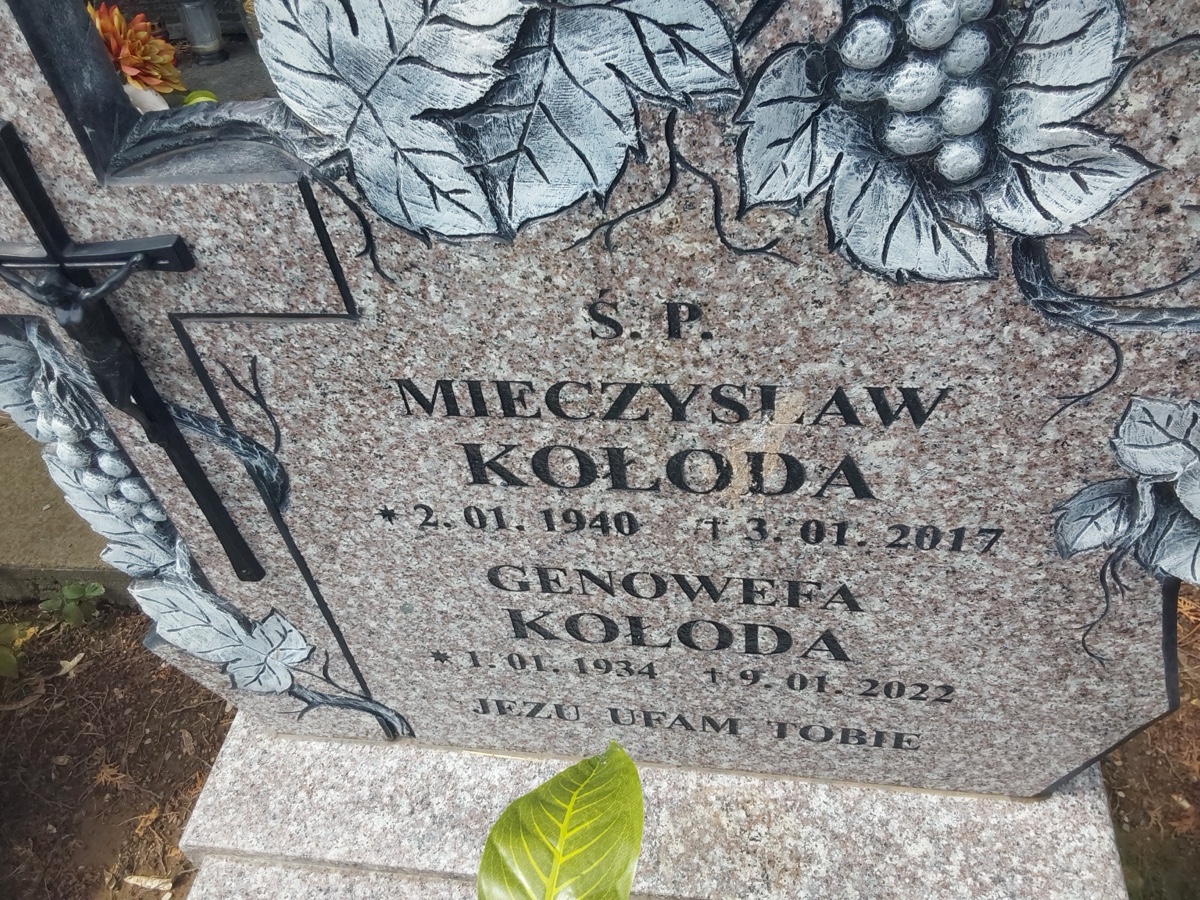 Ś. P.
MIECZYSŁAW
KOŁODA
* 2. 01. 1940 † 3. 01. 2017
GENOWEFA
KOŁODA
* 1. 01. 1934 † 9. 01. 2022
JEZU UFAM TOBIE